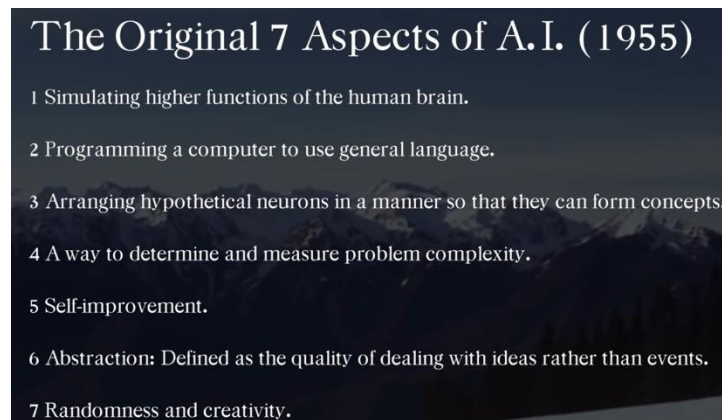 The Original 7 Aspects of A.I. (1955)
1 Simulating higher functions of the human brain.
2 Programming a computer to use general language.
3 Arranging hypothetical neurons in a manner so that they can form concepts.
4 A way to determine and measure problem complexity.
5 Self-improvement.
6 Abstraction: Defined as the quality of dealing with ideas rather than events.
7 Randomness and creativity.